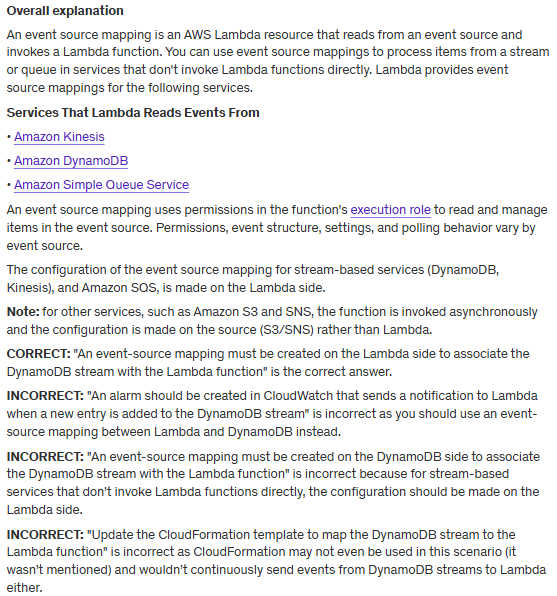 Overall explanation
An event source mapping is an AWS Lambda resource that reads from an event source and
invokes a Lambda function. You can use event source mappings to process items from a stream
or queue in services that don't invoke Lambda functions directly. Lambda provides event
source mappings for the following services.
Services That Lambda Reads Events From
• Amazon Kinesis
• Amazon DynamoDB
• Amazon Simple Queue Service
An event source mapping uses permissions in the function's execution role to read and manage
items in the event source. Permissions, event structure, settings, and polling behavior vary by
event source.
The configuration of the event source mapping for stream-based services (DynamoDB,
Kinesis), and Amazon SQS, is made on the Lambda side.
Note: for other services, such as Amazon S3 and SNS, the function is invoked asynchronously
and the configuration is made on the source (S3/SNS) rather than Lambda.
CORRECT: "An event-source mapping must be created on the Lambda side to associate the
DynamoDB stream with the Lambda function" is the correct answer.
INCORRECT: "An alarm should be created in CloudWatch that sends a notification to Lambda
when a new entry is added to the DynamoDB stream" is incorrect as you should use an event-
source mapping between Lambda and DynamoDB instead.
INCORRECT: "An event-source mapping must be created on the DynamoDB side to associate
the DynamoDB stream with the Lambda function" is incorrect because for stream-based
services that don't invoke Lambda functions directly, the configuration should be made on the
Lambda side.
INCORRECT: "Update the CloudFormation template to map the DynamoDB stream to the
Lambda function" is incorrect as CloudFormation may not even be used in this scenario (it
wasn't mentioned) and wouldn't continuously send events from DynamoDB streams to Lambda
either.